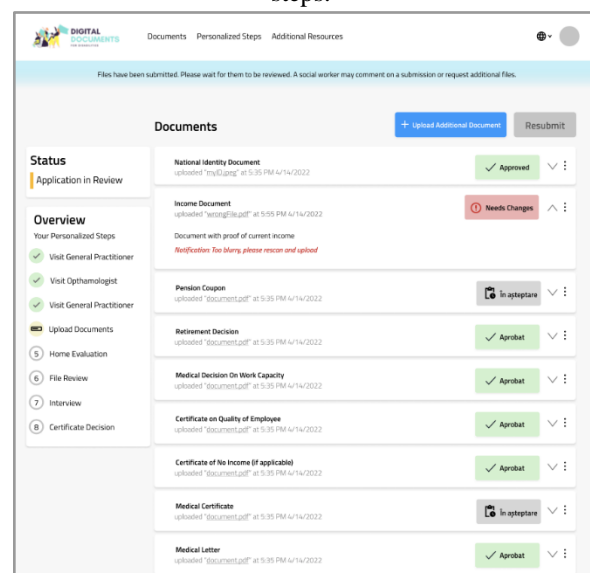 steps.
DIGITAL
DOCUMENTS
FOR DISABILITIES
Documents Personalized Steps Additional Resources
Files have been submitted. Please wait for them to be reviewed. A social worker may comment on a submission or request additional files.
Documents
+ Upload Additional Document
Resubmit
Status
Application in Review
Overview
Your Personalized Steps
Visit General Practitioner
Visit Opthamologist
Visit General Practitioner
Upload Documents
5 Home Evaluation
6 File Review
7 Interview
8 Certificate Decision
National Identity Document
uploaded "myID.jpeg" at 5:35 PM 4/14/2022
Approved
Income Document
uploaded "wrongFile.pdf" at 5:55 PM 4/14/2022
Needs Changes
Document with proof of current income
Notification: Too blurry, please rescan and upload
Pension Coupon
uploaded "document.pdf" at 5:35 PM 4/14/2022
În așteptare
Retirement Decision
uploaded "document.pdf" at 5:35 PM 4/14/2022
Aprobat
Medical Decision On Work Capacity
uploaded "document.pdf" at 5:35 PM 4/14/2022
Aprobat
Certificate on Quality of Employee
uploaded "document.pdf" at 5:35 PM 4/14/2022
Aprobat
Certificate of No Income (if applicable)
uploaded "document.pdf" at 5:35 PM 4/14/2022
Aprobat
Medical Certificate
uploaded "document.pdf" at 5:35 PM 4/14/2022
În așteptare
Medical Letter
uploaded "document.pdf" at 5:35 PM 4/14/2022
Aprobat